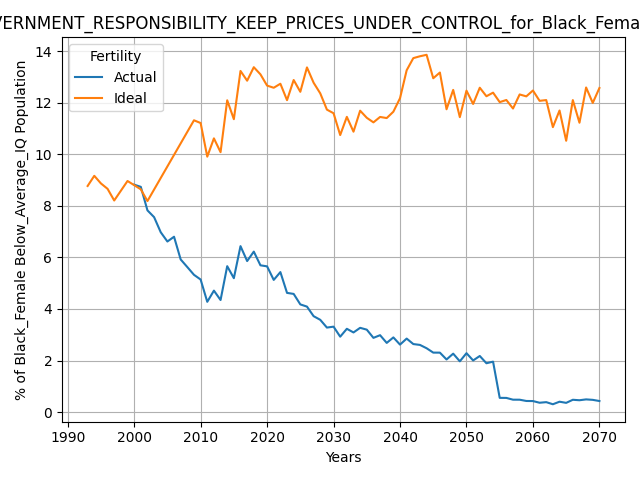 VERNMENT_RESPONSIBILITY_KEEP_PRICES_UNDER_CONTROL_for_Black_Fema
Fertility
Actual
Ideal
% of Black_Female Below_Average_IQ Population
14
12
10
8
6
4
2
0
1990 2000 2010 2020 2030 2040 2050 2060 2070
Years